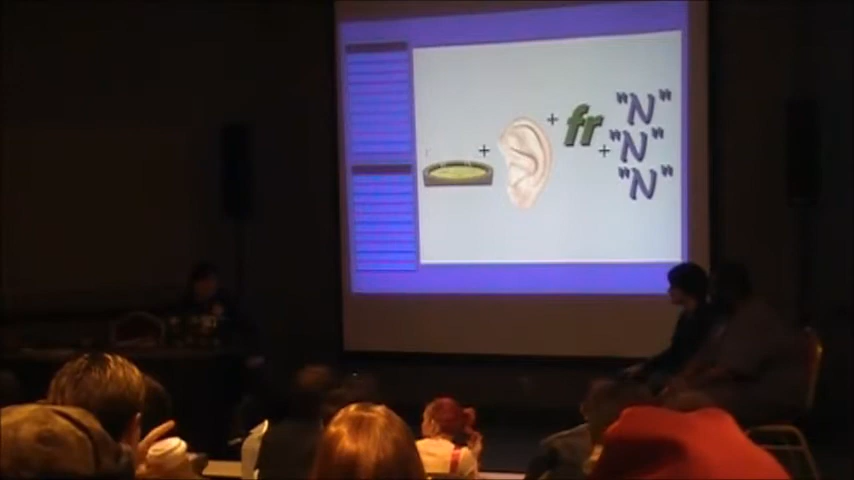 + + fr + "N"
"N"
"N"